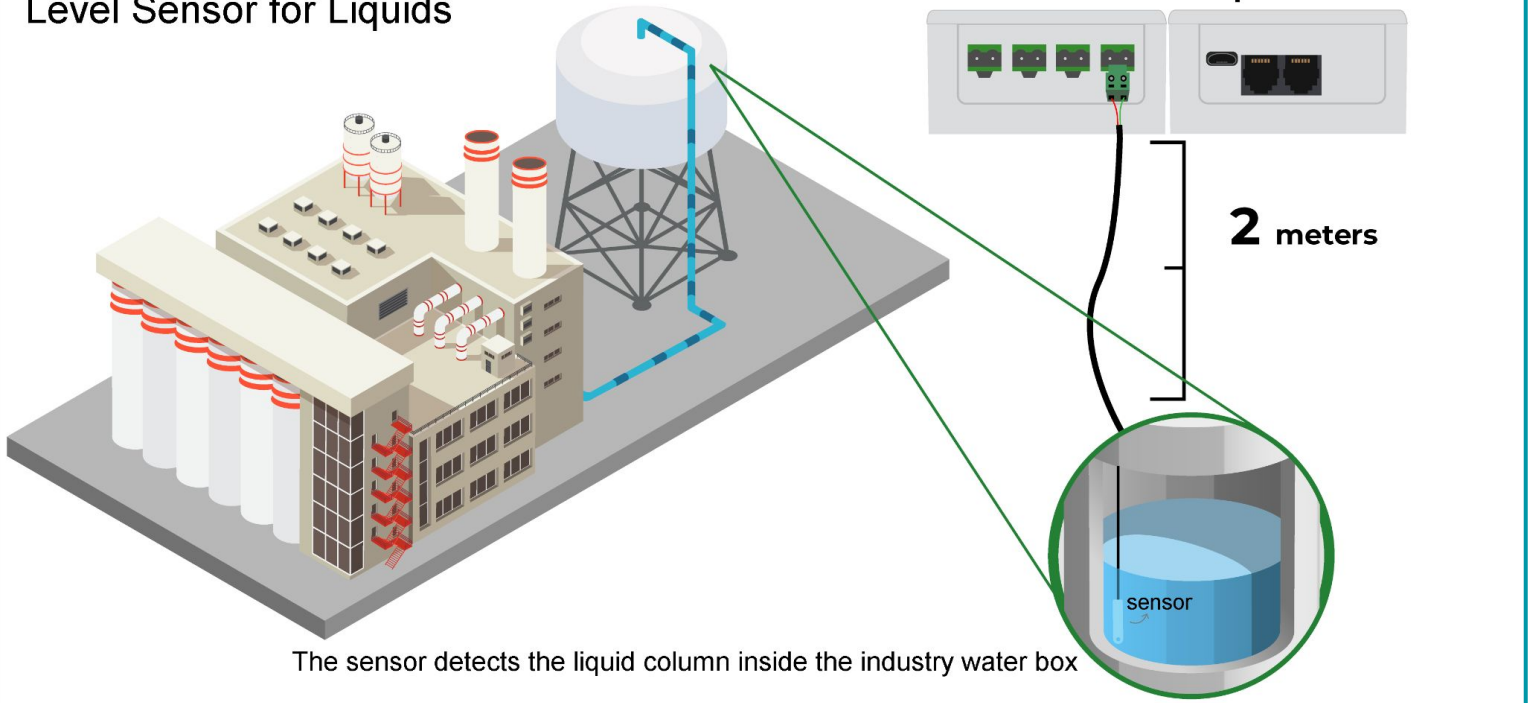 Level Sensor for Liquids
2 meters
sensor
The sensor detects the liquid column inside the industry water box